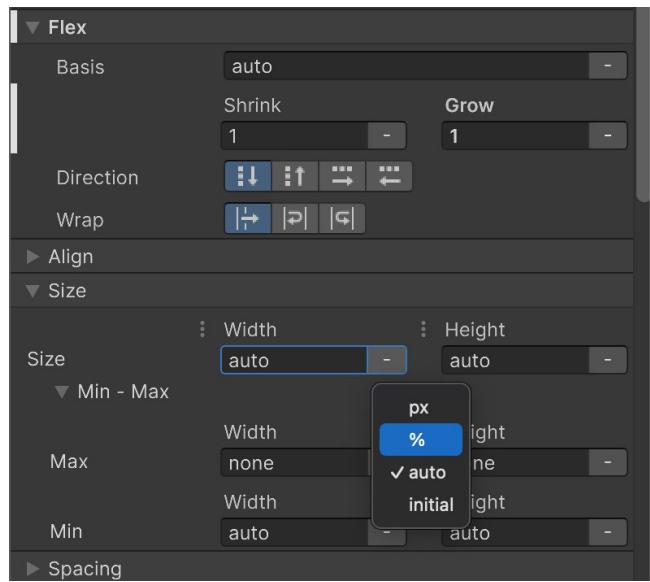 Flex
Basis auto -
Shrink Grow
1 - 1 -
Direction
Wrap
Align
Size
Width Height
Size auto - auto -
Min - Max
px
Width ight
%
Max none ne -
auto
Width ight
initial
Min auto - auto -
Spacing